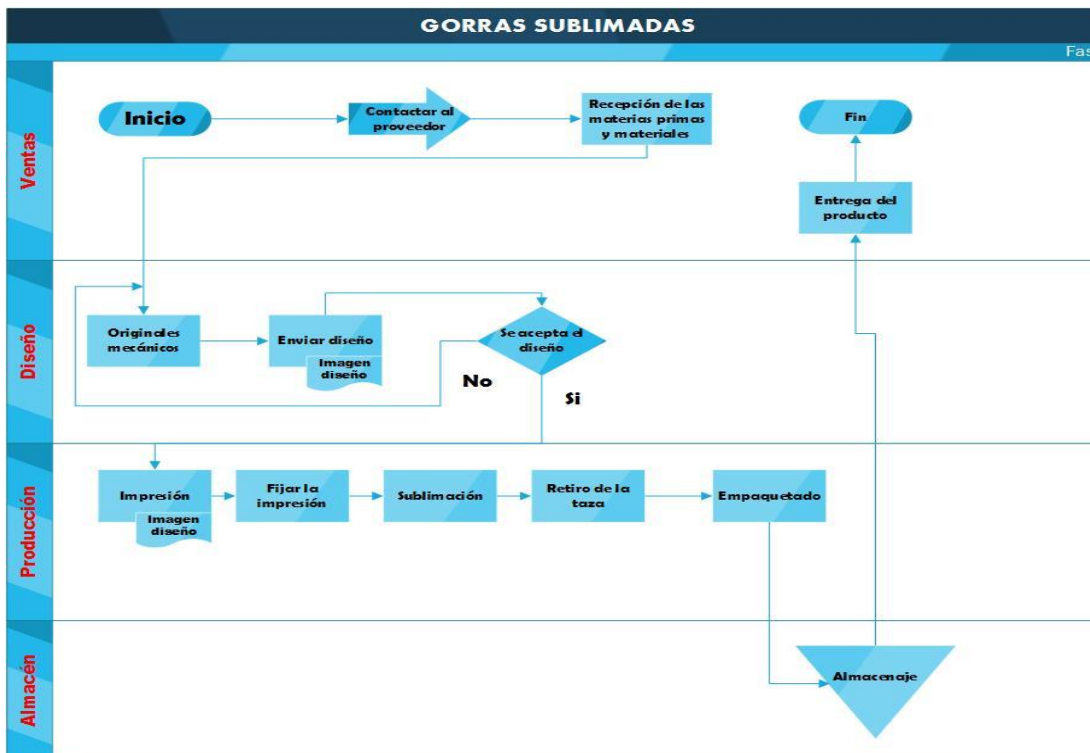 GORRAS SUBLIMADAS
Fas
Ventas
Inicio
Contactar al
proveedor
Recepción de las
materias primas
y materiales
Fin
Entrega del
producto
Diseño
Originales
mecánicos
Enviar diseño
Imagen
diseño
Se acepta el
diseño
No
Si
Producción
Impresión
Imagen
diseño
Fijar la
impresión
Sublimación
Retiro de la
taza
Empaquetado
Almacén
Almacenaje